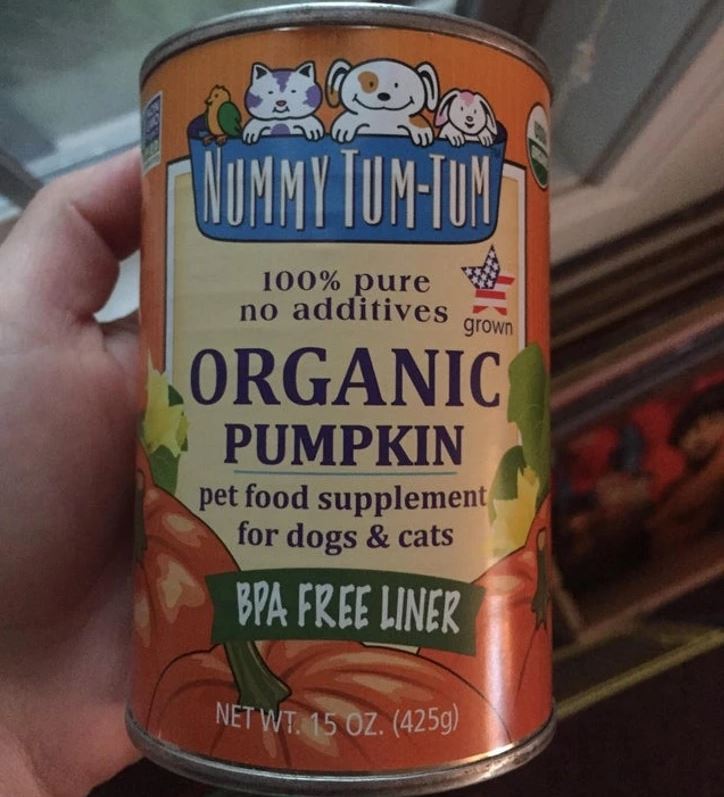 NUMMY TUM-TUM
100% pure
no additives
grown
ORGANIC
PUMPKIN
pet food supplement
for dogs & cats
BPA FREE LINER
NET WT. 15 OZ. (425g)